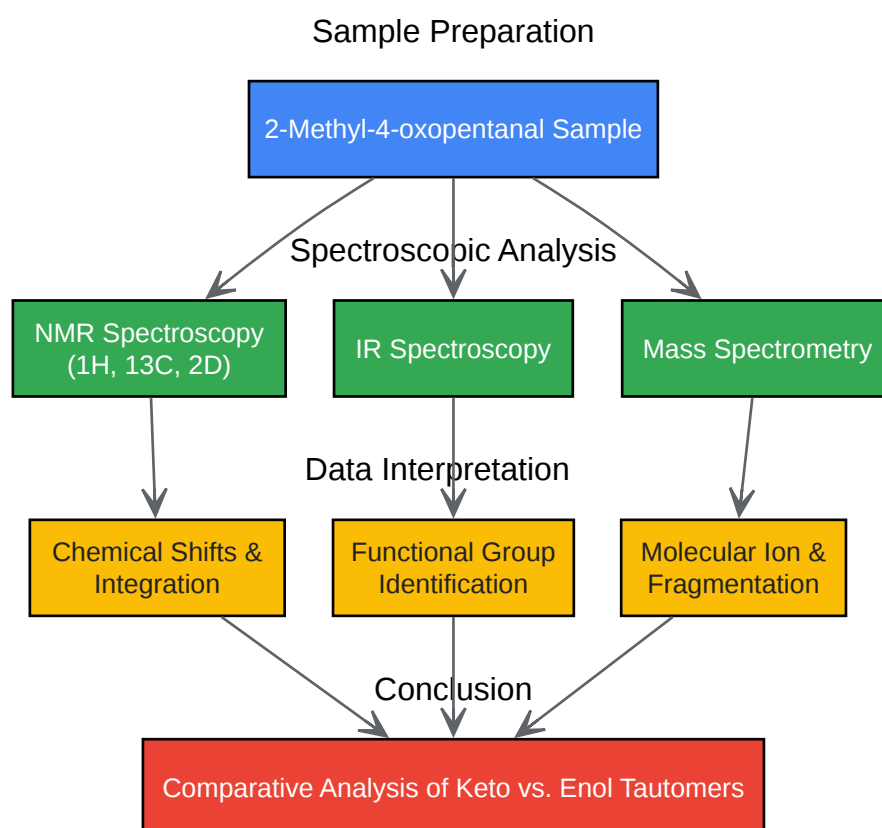 Sample Preparation
2-Methyl-4-oxopentanal Sample
Spectroscopic Analysis
NMR Spectroscopy
(1H, 13C, 2D)
IR Spectroscopy
Mass Spectrometry
Data Interpretation
Chemical Shifts &
Integration
Functional Group
Identification
Molecular Ion &
Fragmentation
Conclusion
Comparative Analysis of Keto vs. Enol Tautomers